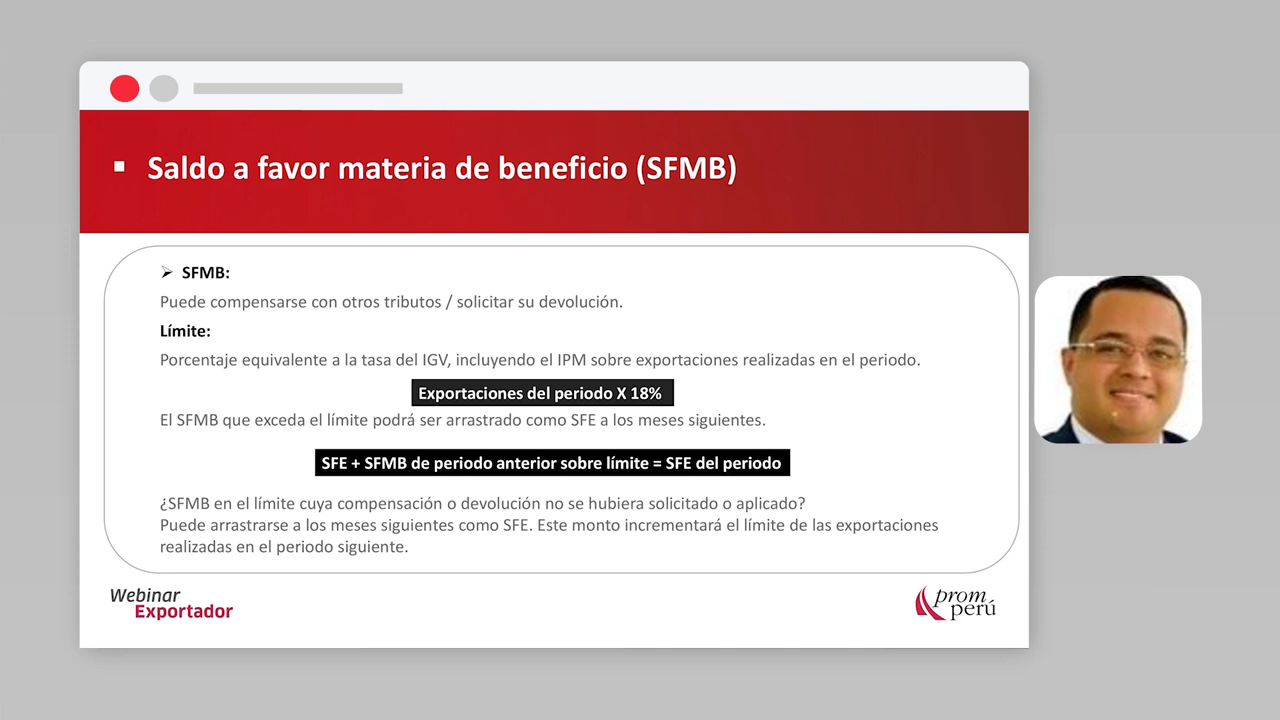 ▪ Saldo a favor materia de beneficio (SFMB)
➢ SFMB:
Puede compensarse con otros tributos / solicitar su devolución.
Límite:
Porcentaje equivalente a la tasa del IGV, incluyendo el IPM sobre exportaciones realizadas en el periodo.
Exportaciones del periodo X 18%
El SFMB que exceda el límite podrá ser arrastrado como SFE a los meses siguientes.
SFE + SFMB de periodo anterior sobre límite = SFE del periodo
¿SFMB en el límite cuya compensación o devolución no se hubiera solicitado o aplicado?
Puede arrastrarse a los meses siguientes como SFE. Este monto incrementará el límite de las exportaciones
realizadas en el periodo siguiente.
Webinar
Exportador
prom
perú